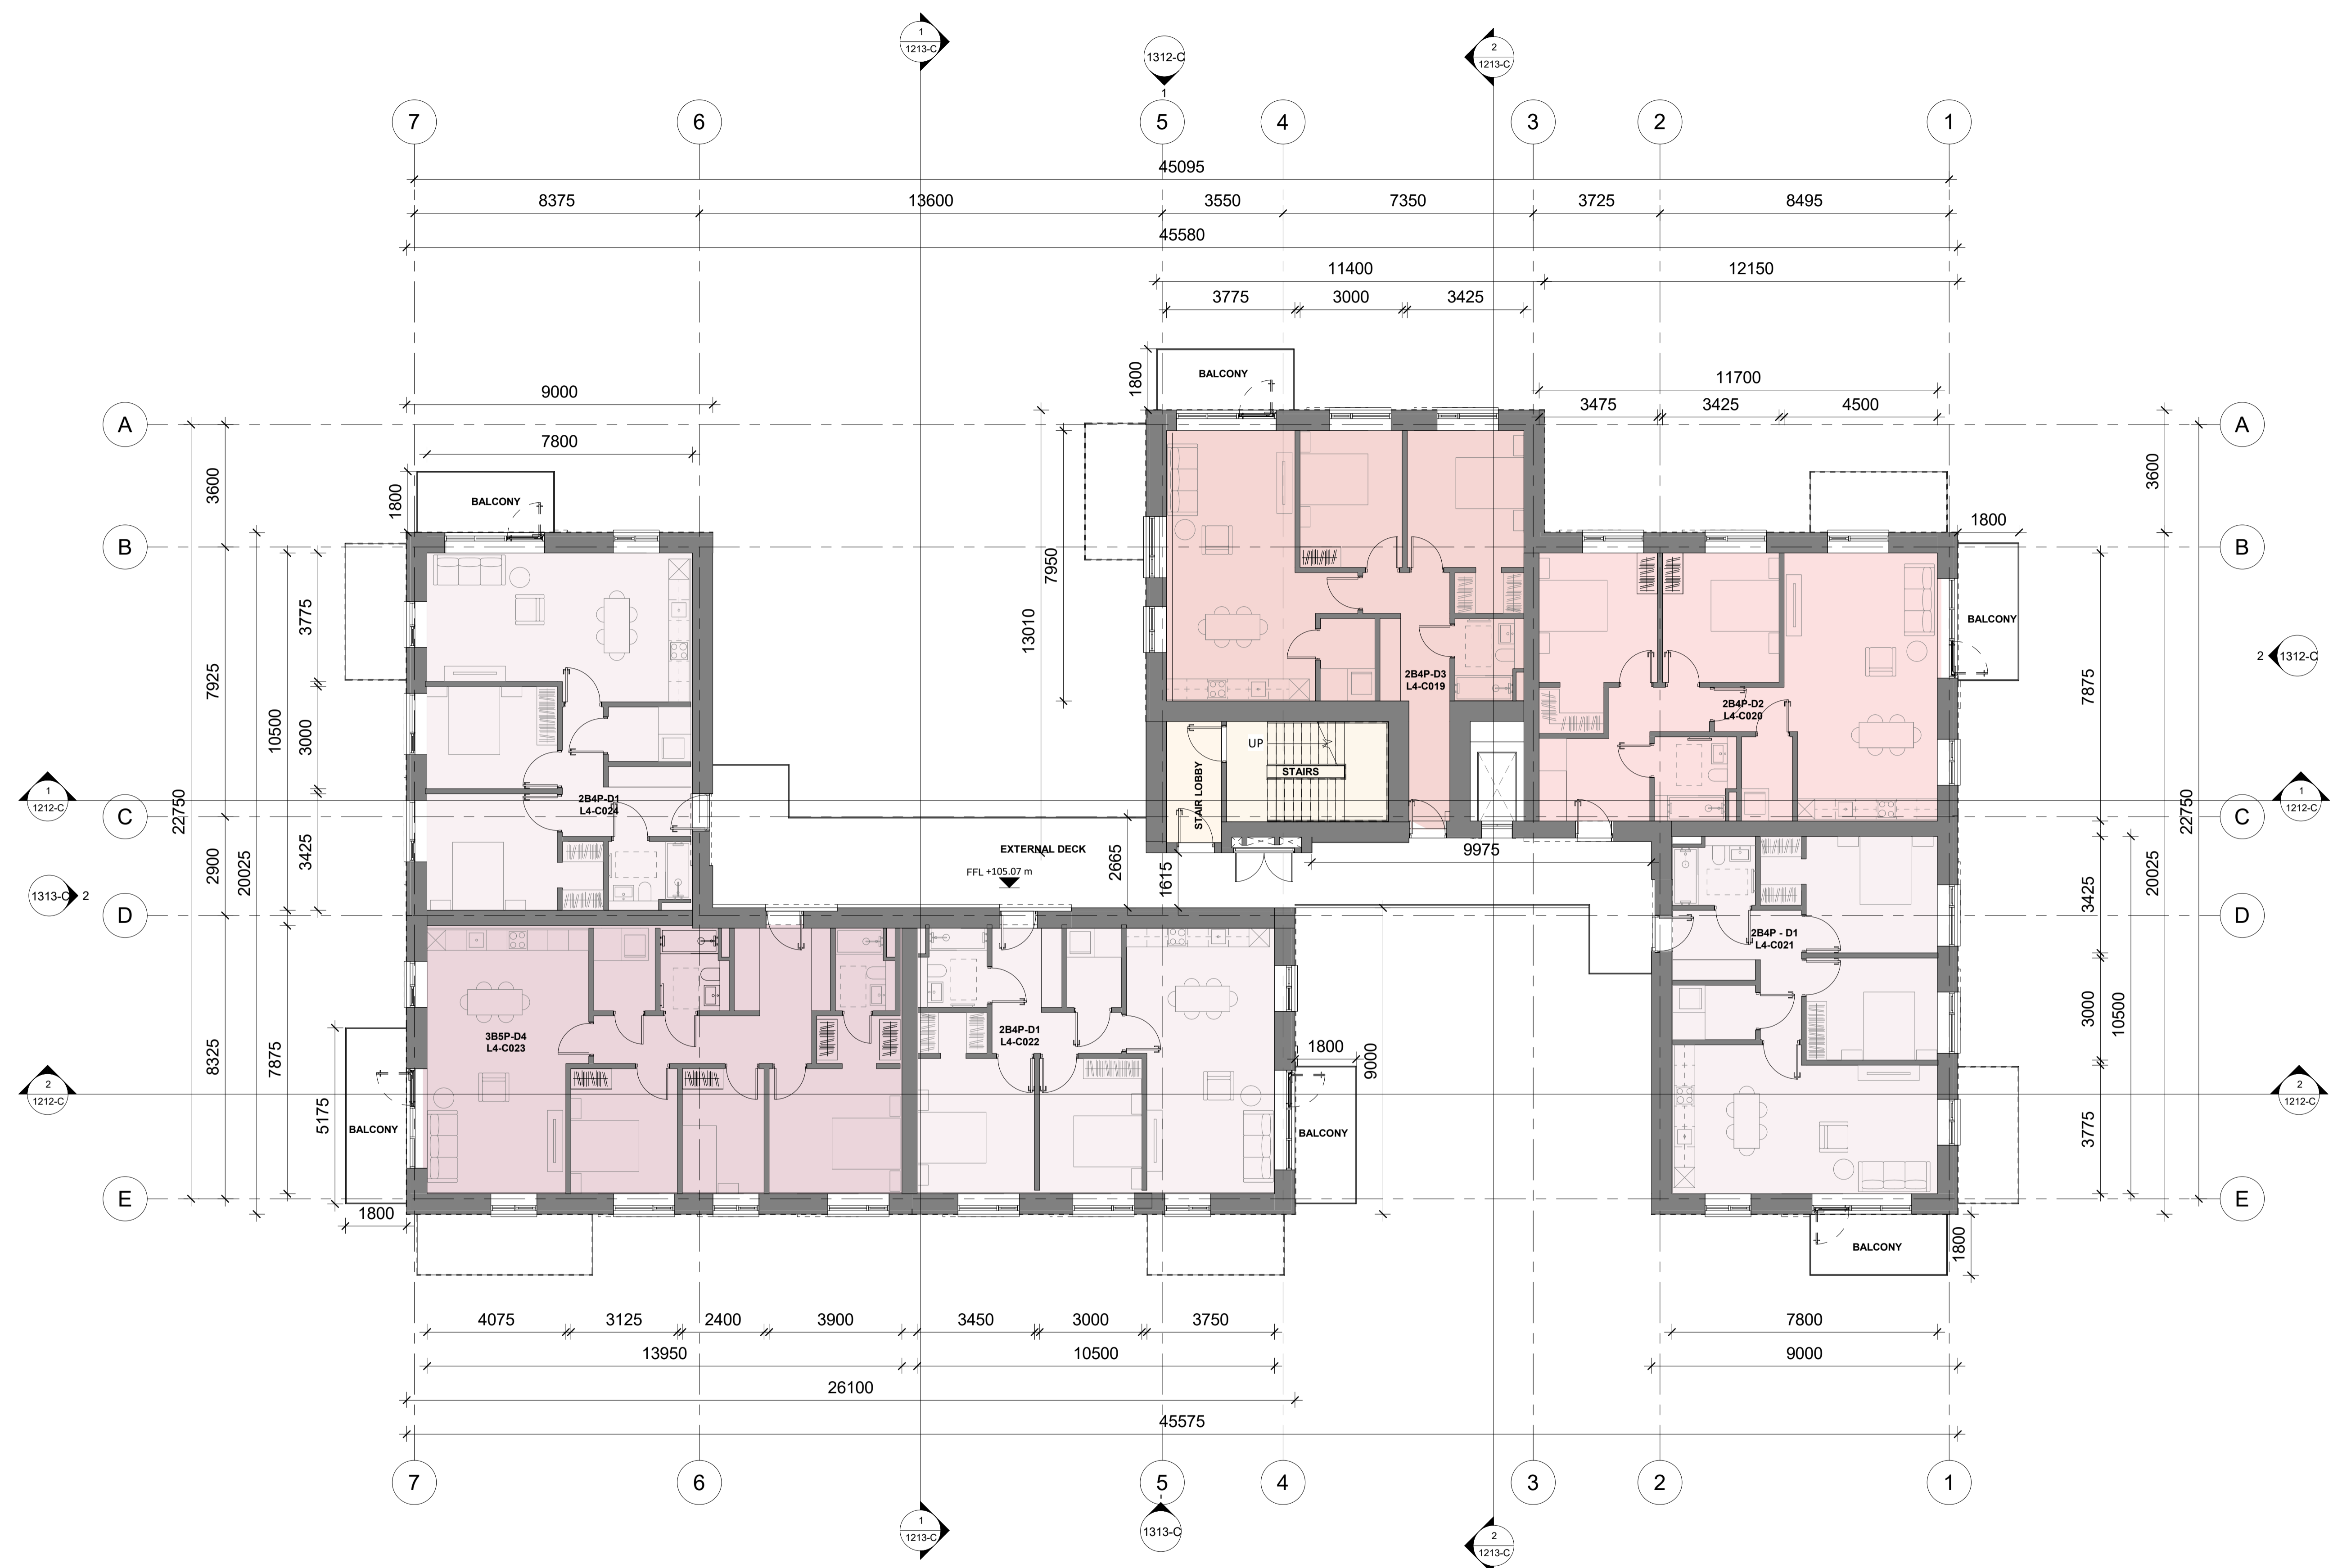 1
1213-C
1312-C
1
2
1213-C
7
6
5
4
3
2
1
45095
8375
13600
3550
7350
3725
8495
45580
11400
12150
3775
3000
3425
1800
BALCONY
11700
3475
3425
4500
9000
7800
A
A
3600
3600
1800
BALCONY
B
B
1800
BALCONY
7950
13010
3775
7925
10500
3000
22750
2 1312-C
2B4P-D3
L4-C019
2B4P-D2
L4-C020
7875
UP
STAIRS
STAIR LOBBY
1
1212-C
2B4P-D1
L4-C024
C
C
1
1212-C
22750
3425
2900
20025
EXTERNAL DECK
FFL +105.07 m
2665
1615
9975
1313-C 2
D
D
3425
20025
2B4P - D1
L4-C021
3000
10500
3B5P-D4
L4-C023
2B4P-D1
L4-C022
8325
7875
1800
9000
2
1212-C
2
1212-C
5175
BALCONY
BALCONY
3775
E
E
1800
BALCONY
1800
4075
3125
2400
3900
3450
3000
3750
7800
13950
10500
9000
26100
45575
7
6
5
4
3
2
1
1
1213-C
1313-C
2
1213-C